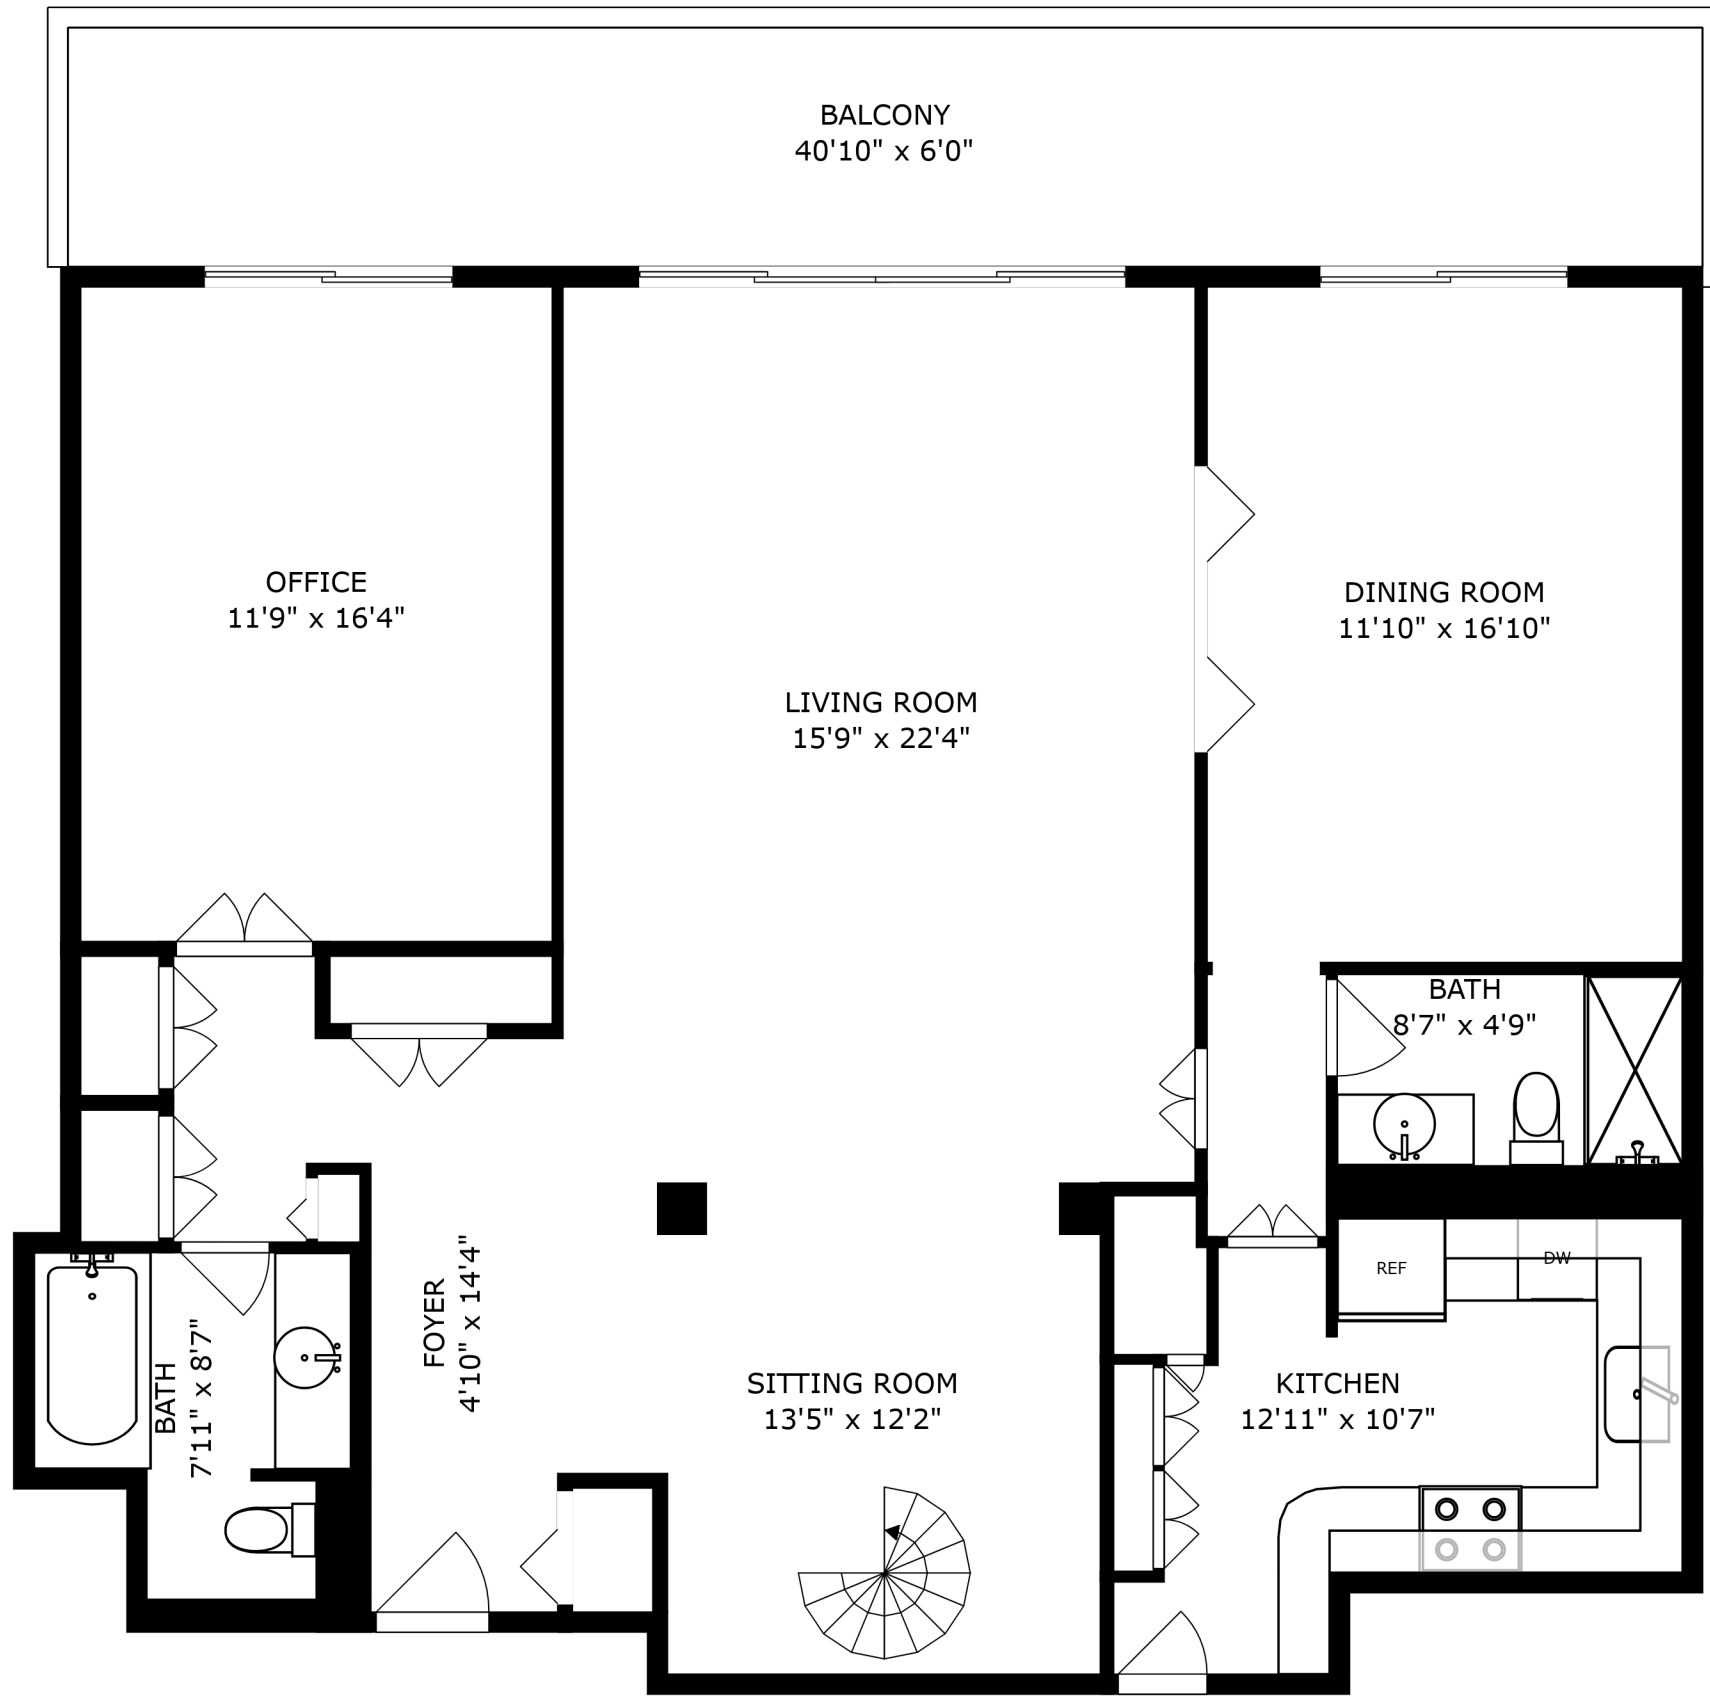 BALCONY
40'10" x 6'0"
OFFICE
11'9" x 16'4"
DINING ROOM
11'10" x 16'10"
LIVING ROOM
15'9" x 22'4"
BATH
8'7" x 4'9"
REF
DW
FOYER
4'10" x 14'4"
BATH
7'11" x 8'7"
SITTING ROOM
13'5" x 12'2"
KITCHEN
12'11" x 10'7"